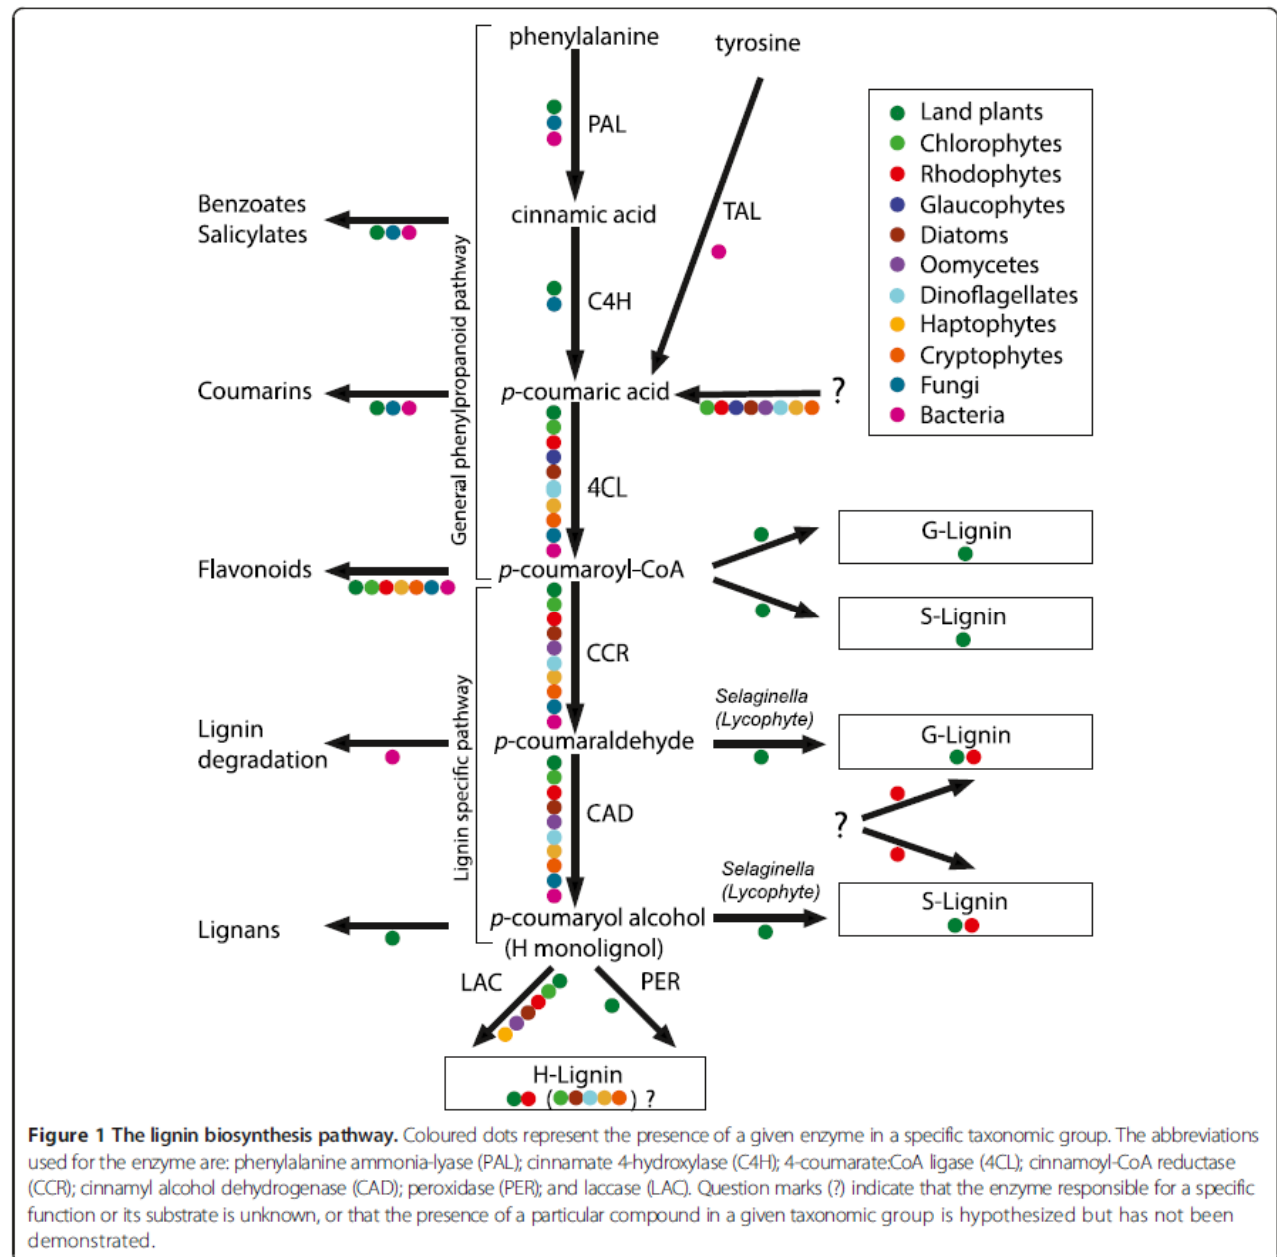 phenylalanine
tyrosine
PAL
Land plants
Chlorophytes
Rhodophytes
Glaucophytes
Diatoms
Oomycetes
Dinoflagellates
Haptophytes
Cryptophytes
Fungi
Bacteria
Benzoates
Salicylates
cinnamic acid
TAL
General phenylpropanoid pathway
C4H
Coumarins
p-coumaric acid
?
4CL
G-Lignin
Flavonoids
p-coumaroyl-CoA
S-Lignin
CCR
Lignin specific pathway
Selaginella
(Lycophyte)
Lignin
degradation
p-coumaraldehyde
G-Lignin
CAD
?
Selaginella
(Lycophyte)
S-Lignin
Lignans
p-coumaryol alcohol
(H monolignol)
LAC
PER
H-Lignin
( ) ?
Figure 1 The lignin biosynthesis pathway. Coloured dots represent the presence of a given enzyme in a specific taxonomic group. The abbreviations
used for the enzyme are: phenylalanine ammonia-lyase (PAL); cinnamate 4-hydroxylase (C4H); 4-coumarate:CoA ligase (4CL); cinnamoyl-CoA reductase
(CCR); cinnamyl alcohol dehydrogenase (CAD); peroxidase (PER); and laccase (LAC). Question marks (?) indicate that the enzyme responsible for a specific
function or its substrate is unknown, or that the presence of a particular compound in a given taxonomic group is hypothesized but has not been
demonstrated.